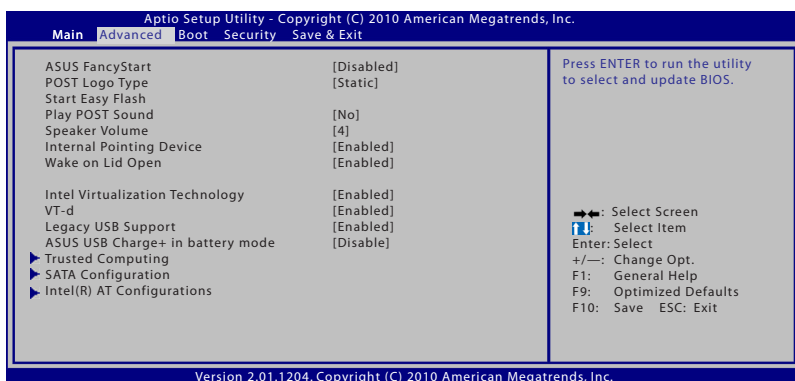 Aptio Setup Utility - Copyright (C) 2010 American Megatrends, Inc.
Main Advanced Boot Security Save & Exit
ASUS FancyStart [Disabled]
POST Logo Type [Static]
Start Easy Flash
Play POST Sound [No]
Speaker Volume [4]
Internal Pointing Device [Enabled]
Wake on Lid Open [Enabled]
Intel Virtualization Technology [Enabled]
VT-d [Enabled]
Legacy USB Support [Enabled]
ASUS USB Charge+ in battery mode [Disable]
Trusted Computing
SATA Configuration
Intel(R) AT Configurations
Press ENTER to run the utility
to select and update BIOS.
→←: Select Screen
↑↓: Select Item
Enter: Select
+/—: Change Opt.
F1: General Help
F9: Optimized Defaults
F10: Save ESC: Exit
Version 2.01.1204. Copyright (C) 2010 American Megatrends, Inc.